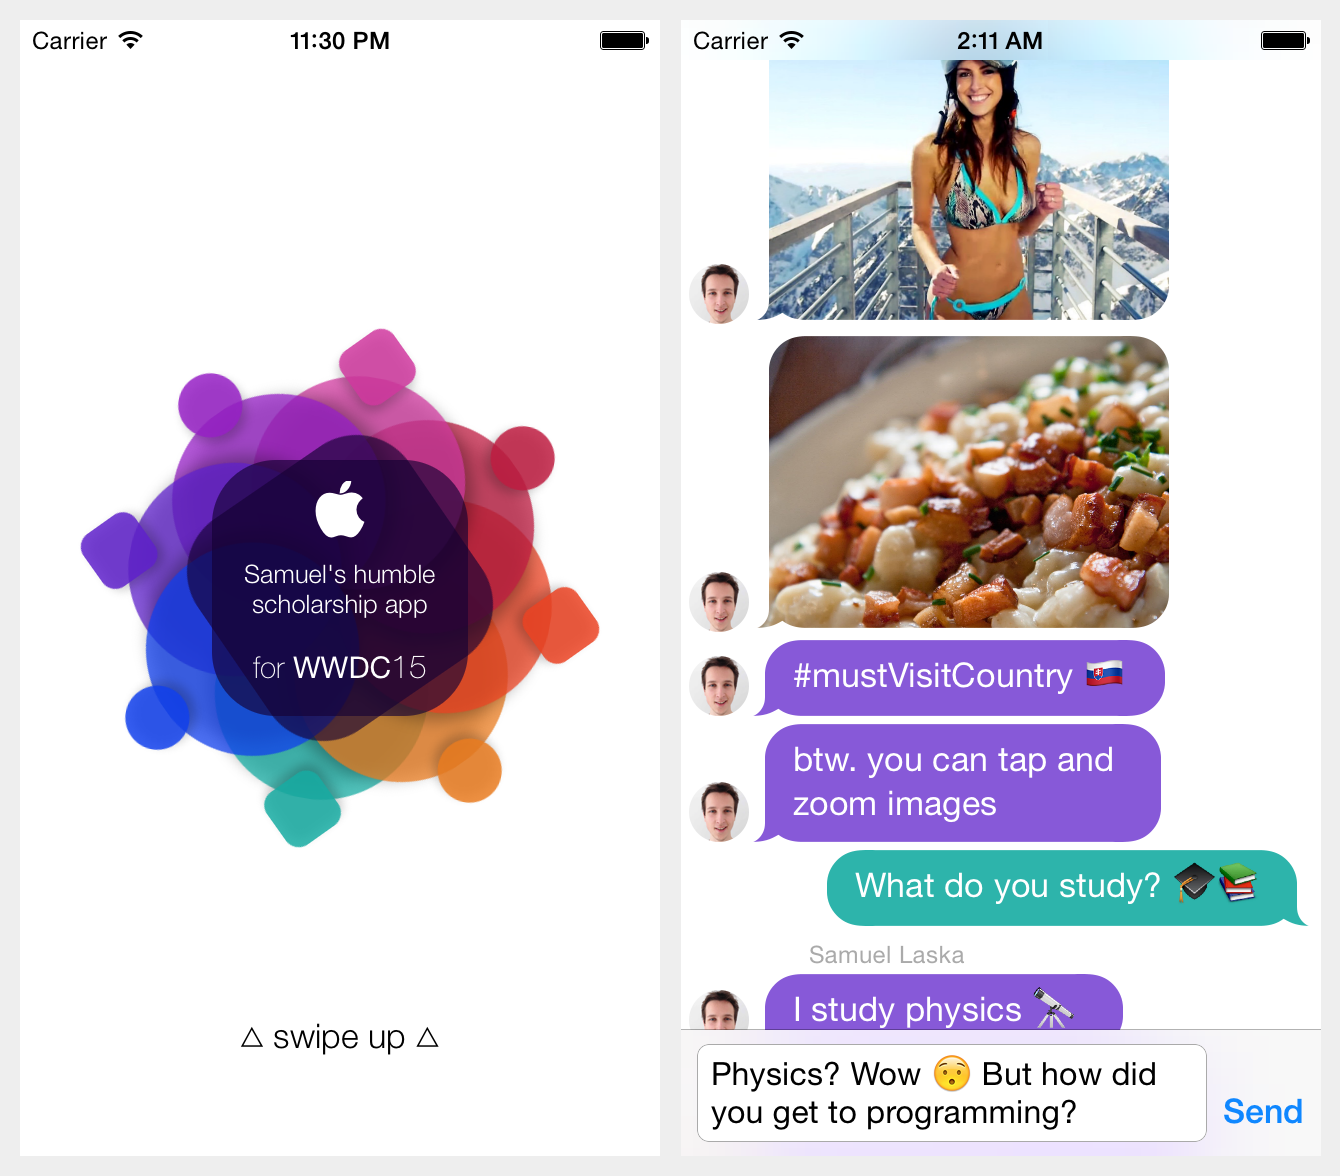 Carrier 11:30 PM
Samuel's humble
scholarship app
for WWDC15
△ swipe up △
Carrier 2:11 AM
#mustVisitCountry 🇸🇰
btw. you can tap and
zoom images
What do you study? 🎓📚
Samuel Laska
I study physics 🔭
Physics? Wow 😯 But how did
you get to programming?
Send